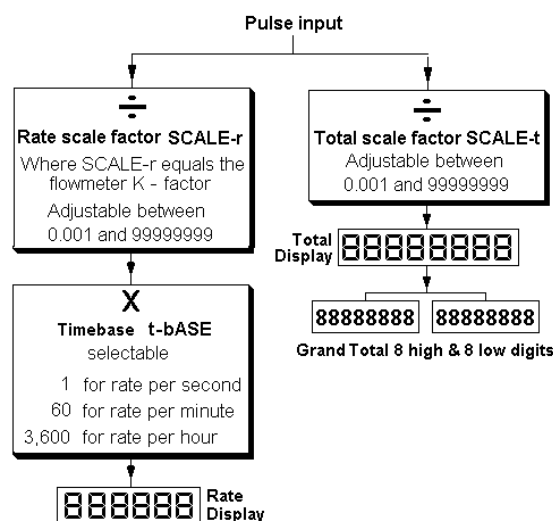 Pulse input
÷
Rate scale factor SCALE-r
Where SCALE-r equals the
flowmeter K - factor
Adjustable between
0.001 and 99999999
X
Timebase t-bASE
selectable
1 for rate per second
60 for rate per minute
3,600 for rate per hour
888888
Rate
Display
÷
Total scale factor SCALE-t
Adjustable between
0.001 and 99999999
Total
Display
88888888
88888888 88888888
Grand Total 8 high & 8 low digits